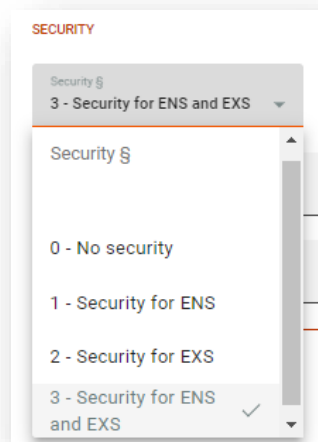 SECURITY
Security §
3 - Security for ENS and EXS
Security §
0 - No security
1 - Security for ENS
2 - Security for EXS
3 - Security for ENS
and EXS